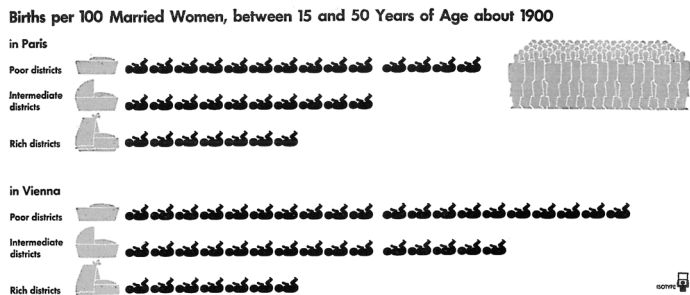 Births per 100 Married Women, between 15 and 50 Years of Age about 1900
in Paris
Poor districts
Intermediate
districts
Rich districts
in Vienna
Poor districts
Intermediate
districts
Rich districts
ISOTYPE